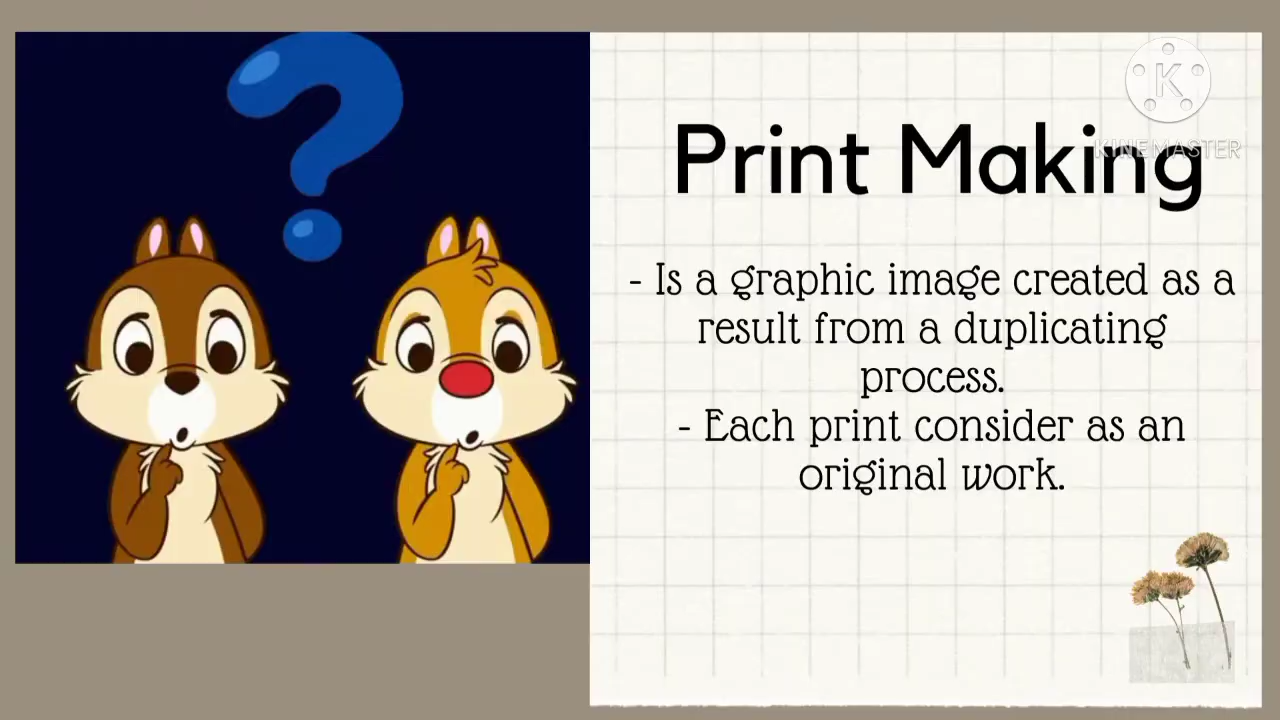 K
KINEMASTER
Print Making
- Is a graphic image created as a
result from a duplicating
process.
- Each print consider as an
original work.